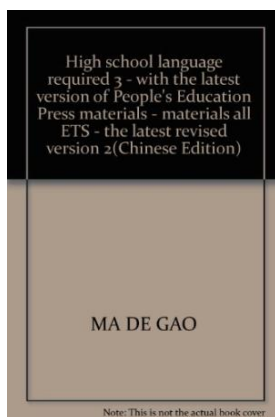 High school language
required 3 - with the latest
version of People's Education
Press materials - materials all
ETS - the latest revised
version 2(Chinese Edition)
MA DE GAO
Note: This is not the actual book cover